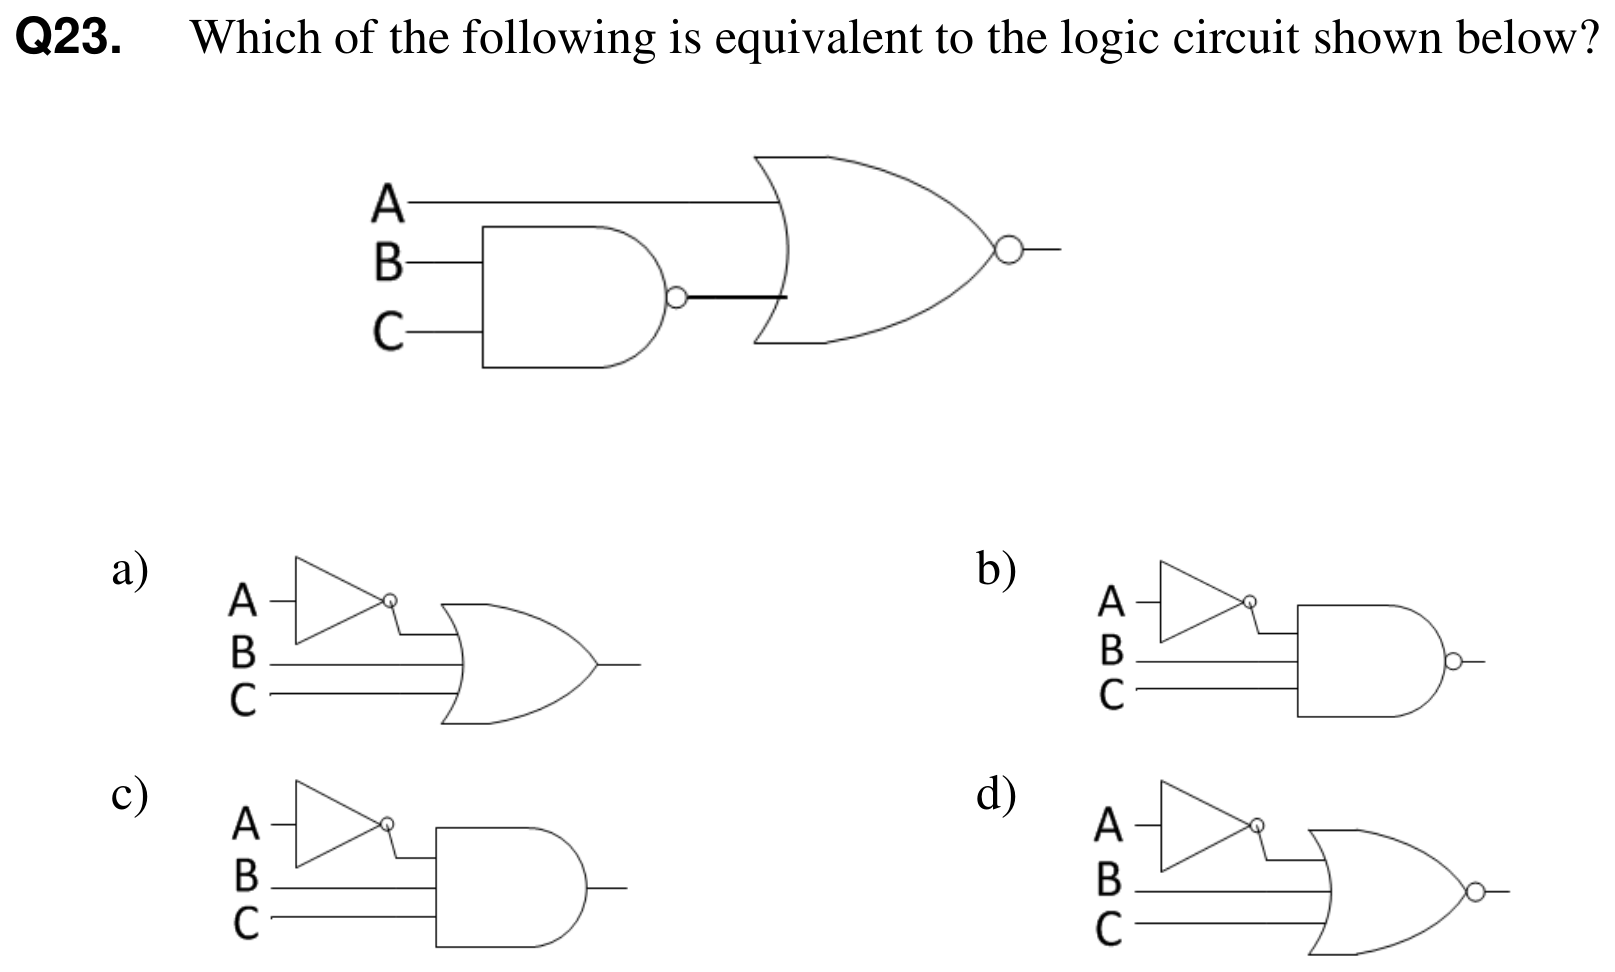 Q23. Which of the following is equivalent to the logic circuit shown below?
A
B
C
a)
A
B
C
b)
A
B
C
c)
A
B
C
d)
A
B
C